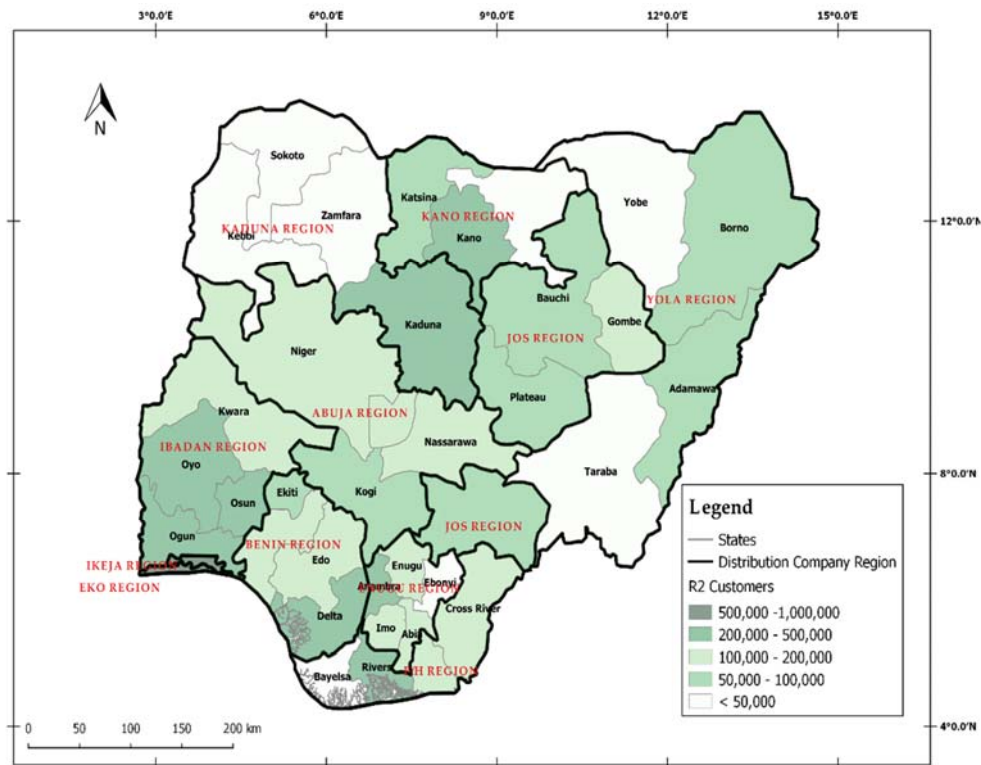 3°0.0'E 6°0.0'E 9°0.0'E 12°0.0'E 15°0.0'E
N
Sokoto
Katsina
Zamfara
Yobe
12°0.0'N
KANO REGION
Borno
KADUNA REGION
Kebbi
Kano
Bauchi
YOLA REGION
Kaduna
Gombe
JOS REGION
Niger
Adamawa
Plateau
Kwara
ABUJA REGION
Nassarawa
IBADAN REGION
Oyo
Taraba
8°0.0'N
Ekiti
Kogi
Osun
JOS REGION
Ogun
BENIN REGION
Edo
Enugu
IKEJA REGION
Ebonyi
EKO REGION
Anambra
REGION
Cross River
Delta
Imo
Abia
Rivers
PH REGION
Bayelsa
Legend
States
Distribution Company Region
R2 Customers
500,000 -1,000,000
200,000 - 500,000
100,000 - 200,000
50,000 - 100,000
< 50,000
4°0.0'N
0 50 100 150 200 km